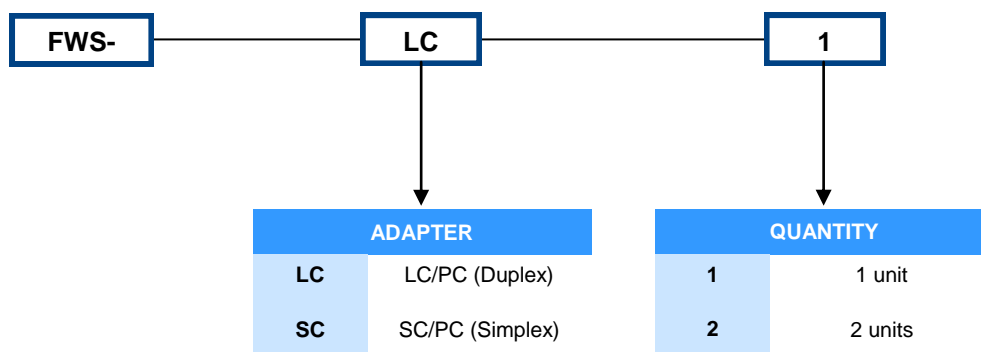 FWS- LC 1
ADAPTER QUANTITY
LC LC/PC (Duplex) 1 1 unit
SC SC/PC (Simplex) 2 2 units